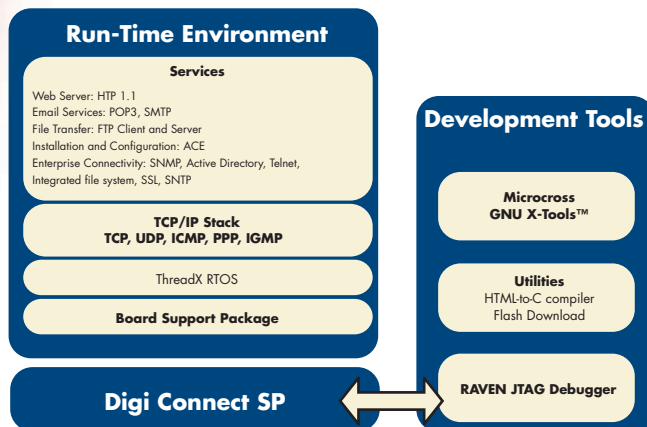 Run-Time Environment
Services
Web Server: HTP 1.1
Email Services: POP3, SMTP
File Transfer: FTP Client and Server
Installation and Configuration: ACE
Enterprise Connectivity: SNMP, Active Directory, Telnet,
Integrated file system, SSL, SNTP
TCP/IP Stack
TCP, UDP, ICMP, PPP, IGMP
ThreadX RTOS
Board Support Package
Digi Connect SP
Development Tools
Microcross
GNU X-Tools™
Utilities
HTML-to-C compiler
Flash Download
RAVEN JTAG Debugger